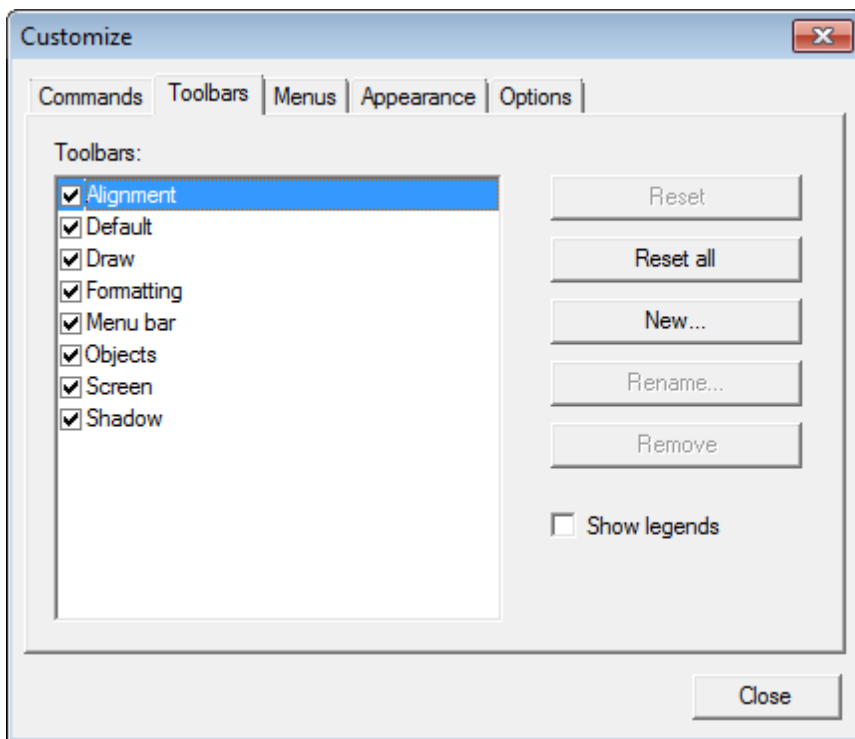 Customize
Commands Toolbars Menus Appearance Options
Toolbars:
Alignment
Default
Draw
Formatting
Menu bar
Objects
Screen
Shadow
Reset
Reset all
New...
Rename...
Remove
Show legends
Close